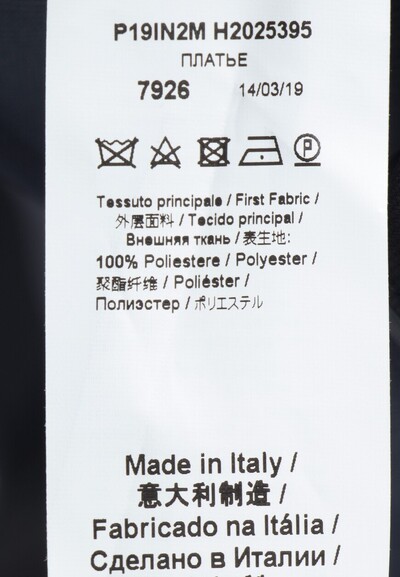 P19IN2M H2025395
ПЛАТЬЕ
7926 14/03/19
P
Tessuto principale / First Fabric /
外层面料 / Tecido principal /
Внешняя ткань / 表生地:
100% Poliestere / Polyester /
聚酯纤维 / Poliéster /
Полиэстер / ポリエステル
Made in Italy /
意大利制造 /
Fabricado na Itália /
Сделано в Италии /